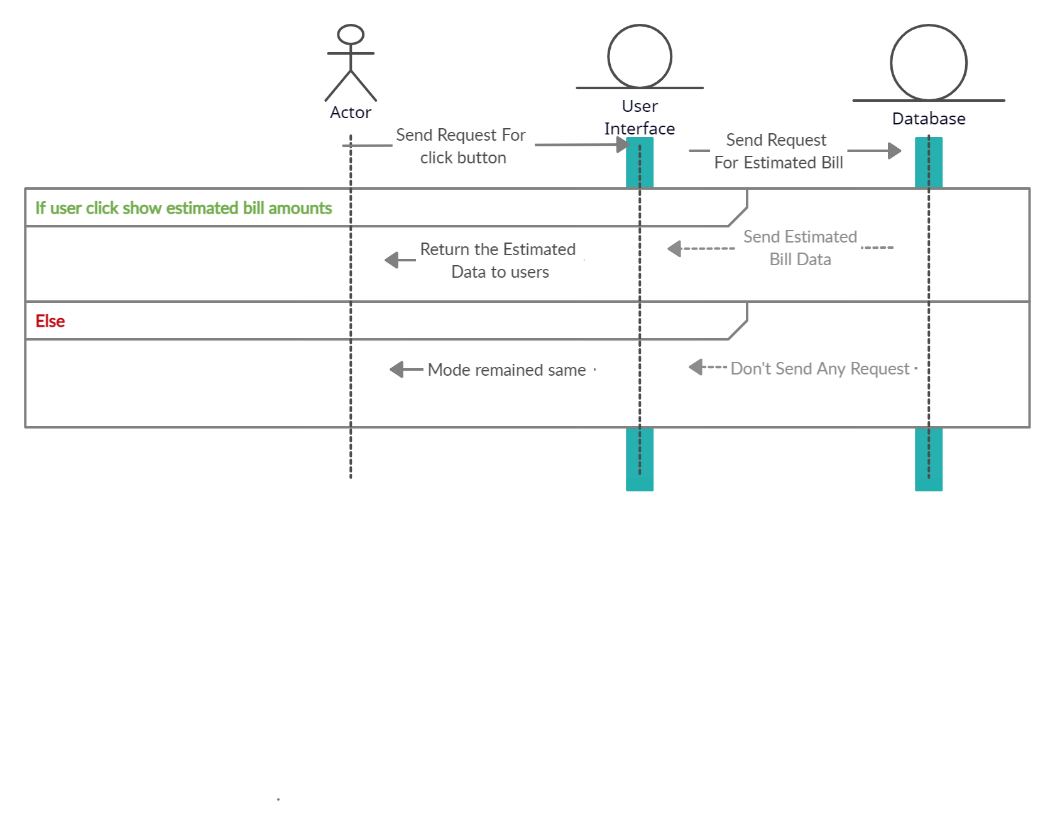 Actor
User
Interface
Database
Send Request For
click button
Send Request
For Estimated Bill
If user click show estimated bill amounts
Return the Estimated
Data to users
Send Estimated
Bill Data
Else
Mode remained same
Don't Send Any Request